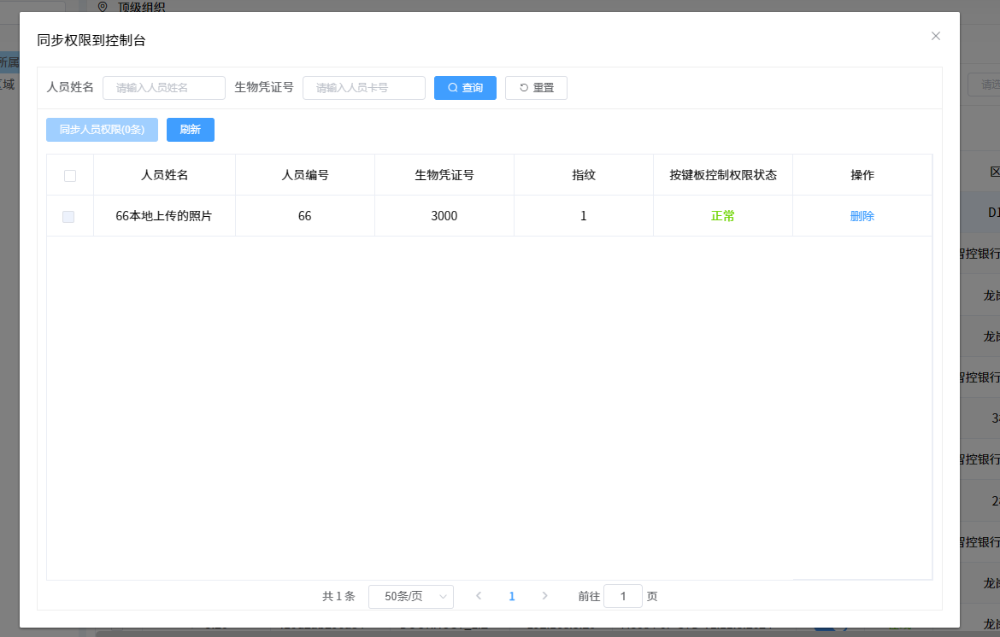 顶级组织
同步权限到控制台
人员姓名 请输入人员姓名 生物凭证号 请输入人员卡号 查询 重置
同步人员权限(0条) 刷新
人员姓名 人员编号 生物凭证号 指纹 按键板控制权限状态 操作
66本地上传的照片 66 3000 1 正常 删除
共 1 条 50条/页 1 前往 1 页